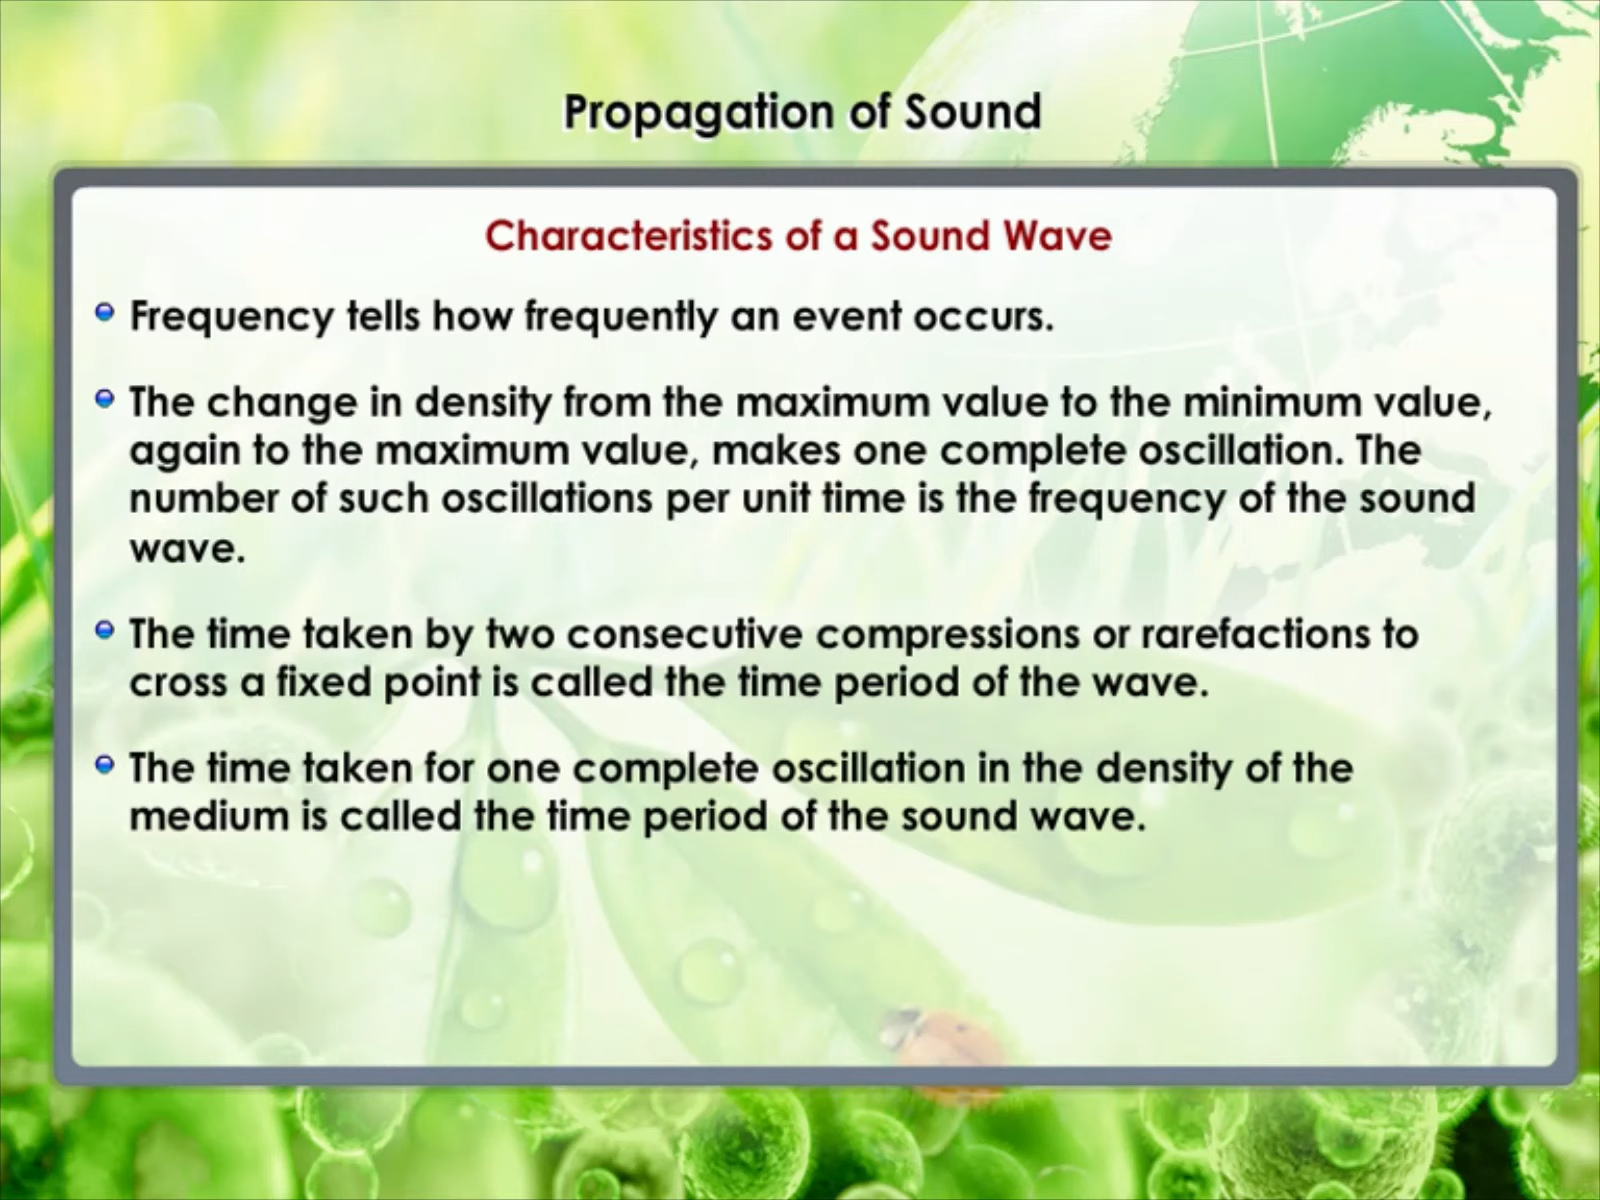 Propagation of Sound
Characteristics of a Sound Wave
Frequency tells how frequently an event occurs.
The change in density from the maximum value to the minimum value,
again to the maximum value, makes one complete oscillation. The
number of such oscillations per unit time is the frequency of the sound
wave.
The time taken by two consecutive compressions or rarefactions to
cross a fixed point is called the time period of the wave.
The time taken for one complete oscillation in the density of the
medium is called the time period of the sound wave.